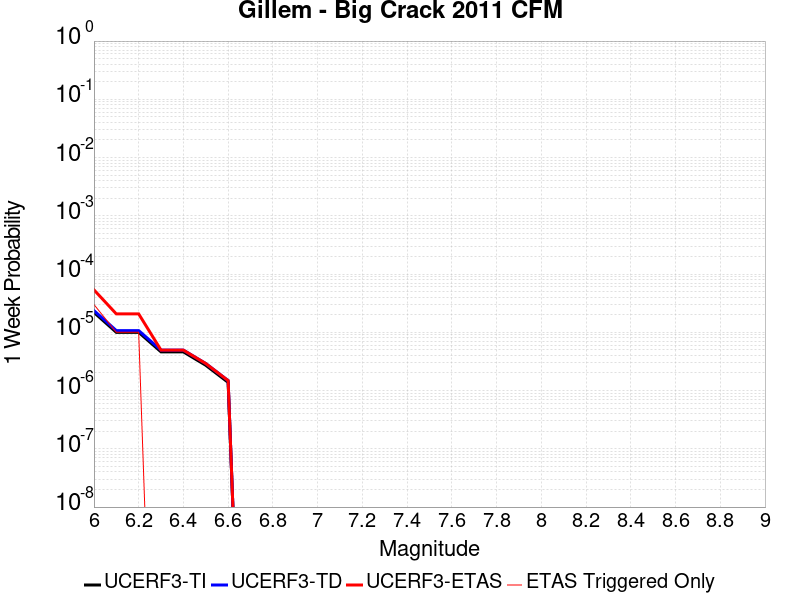 Gillem - Big Crack 2011 CFM
10^0
10^-1
10^-2
10^-3
10^-4
10^-5
10^-6
10^-7
10^-8
1 Week Probability
6 6.2 6.4 6.6 6.8 7 7.2 7.4 7.6 7.8 8 8.2 8.4 8.6 8.8 9
Magnitude
UCERF3-TI UCERF3-TD UCERF3-ETAS ETAS Triggered Only